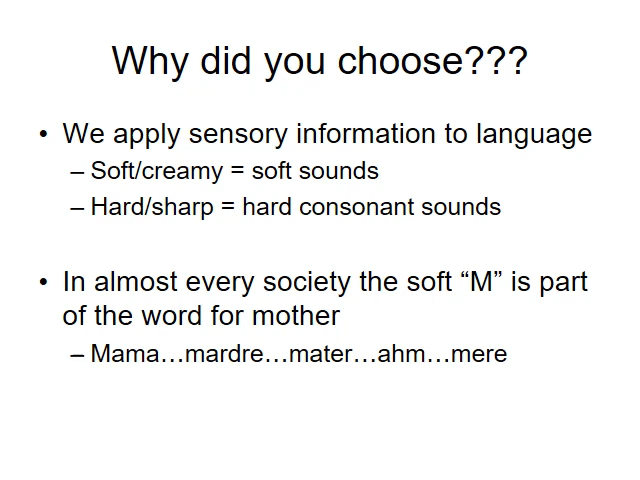 Why did you choose???
• We apply sensory information to language
– Soft/creamy = soft sounds
– Hard/sharp = hard consonant sounds
• In almost every society the soft “M” is part
of the word for mother
– Mama…mardre…mater…ahm…mere